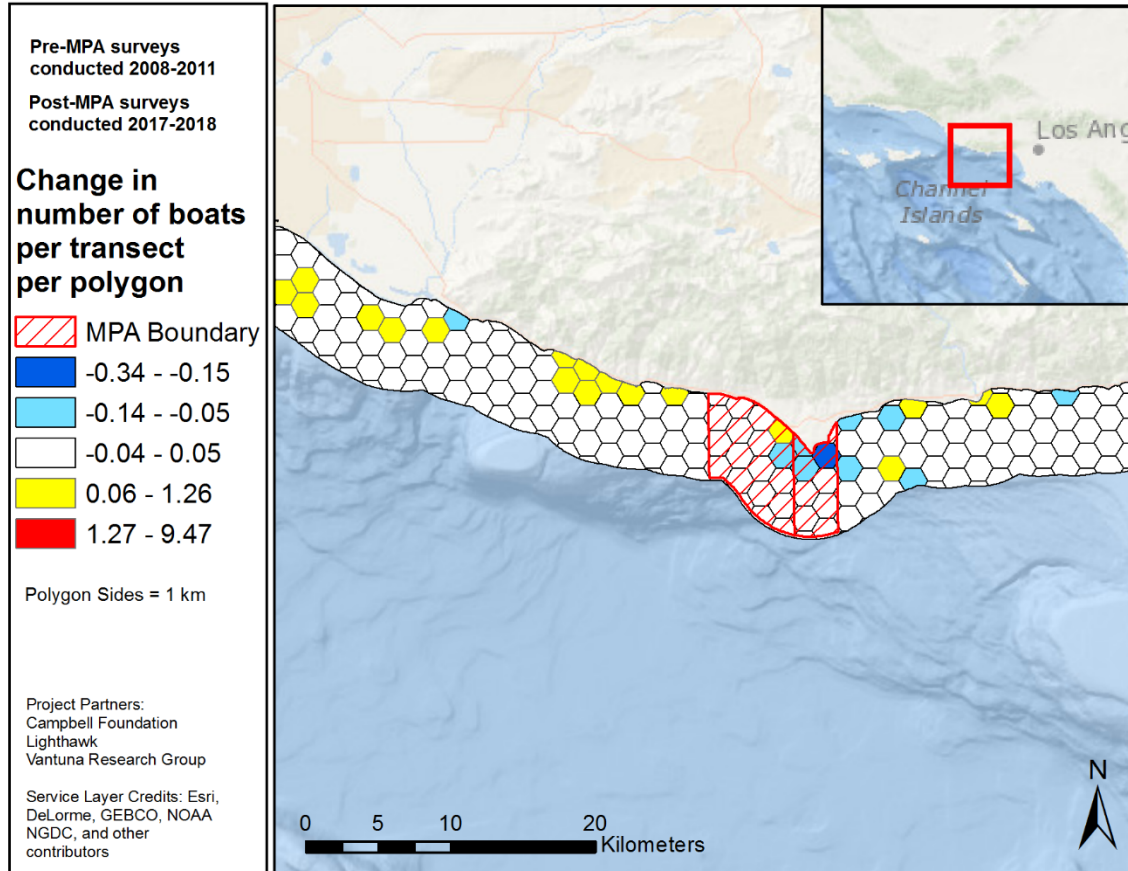 Pre-MPA surveys
conducted 2008-2011
Post-MPA surveys
conducted 2017-2018
Change in
number of boats
per transect
per polygon
MPA Boundary
-0.34 - -0.15
-0.14 - -0.05
-0.04 - 0.05
0.06 - 1.26
1.27 - 9.47
Polygon Sides = 1 km
Project Partners:
Campbell Foundation
Lighthawk
Vantuna Research Group
Service Layer Credits: Esri,
DeLorme, GEBCO, NOAA
NGDC, and other
contributors
Los Ang
Channel
Islands
0 5 10 20
Kilometers
N